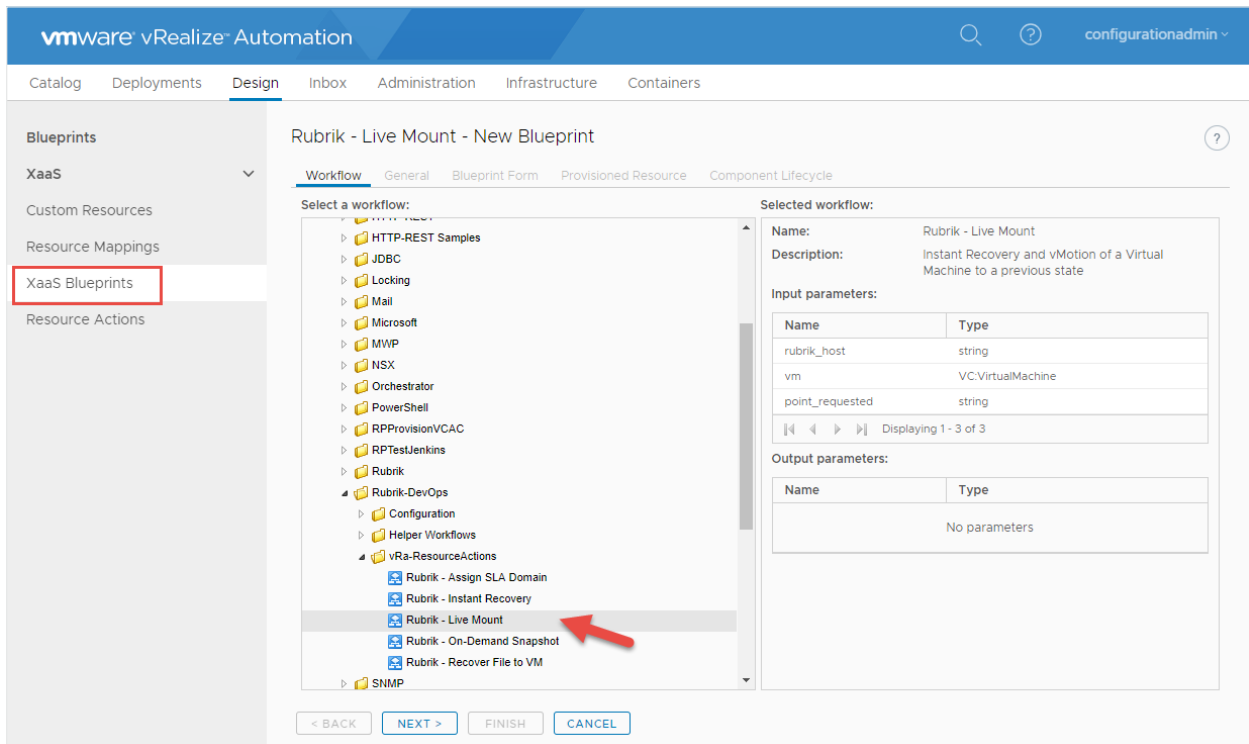 vmware vRealize Automation
configurationadmin
Catalog Deployments Design Inbox Administration Infrastructure Containers
Blueprints
XaaS
Custom Resources
Resource Mappings
XaaS Blueprints
Resource Actions
Rubrik - Live Mount - New Blueprint
?
Workflow General Blueprint Form Provisioned Resource Component Lifecycle
Select a workflow:
HTTP-REST
HTTP-REST Samples
JDBC
Locking
Mail
Microsoft
MWP
NSX
Orchestrator
PowerShell
RPProvisionVCAC
RPTestJenkins
Rubrik
Rubrik-DevOps
Configuration
Helper Workflows
vRa-ResourceActions
Rubrik - Assign SLA Domain
Rubrik - Instant Recovery
Rubrik - Live Mount
Rubrik - On-Demand Snapshot
Rubrik - Recover File to VM
SNMP
Selected workflow:
Name: Rubrik - Live Mount
Description: Instant Recovery and vMotion of a Virtual
Machine to a previous state
Input parameters:
Name Type
rubrik_host string
vm VC:VirtualMachine
point_requested string
Displaying 1 - 3 of 3
Output parameters:
Name Type
No parameters
< BACK NEXT > FINISH CANCEL